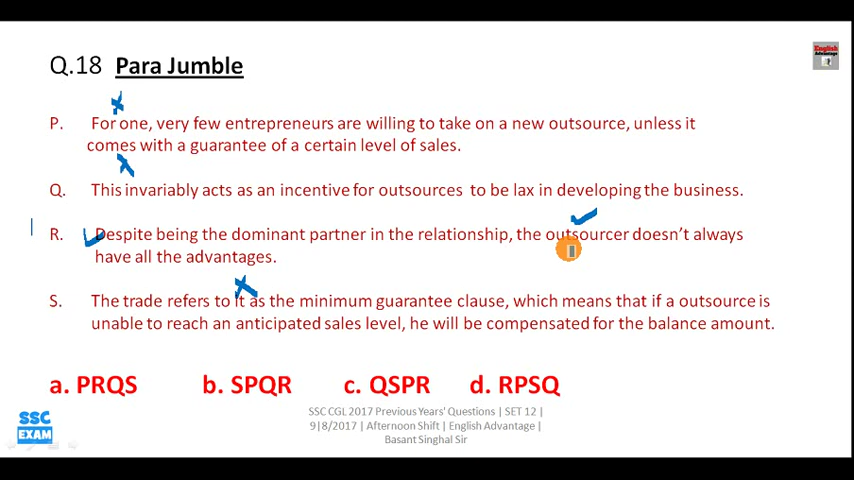 Q.18 Para Jumble
English
Advantage
P. For one, very few entrepreneurs are willing to take on a new outsource, unless it
comes with a guarantee of a certain level of sales.
Q. This invariably acts as an incentive for outsources to be lax in developing the business.
R. Despite being the dominant partner in the relationship, the outsourcer doesn't always
have all the advantages.
S. The trade refers to it as the minimum guarantee clause, which means that if a outsource is
unable to reach an anticipated sales level, he will be compensated for the balance amount.
a. PRQS b. SPQR c. QSPR d. RPSQ
SSC CGL 2017 Previous Years' Questions | SET 12 |
9|8/2017 | Afternoon Shift | English Advantage |
Basant Singhal Sir
SSC
EXAM